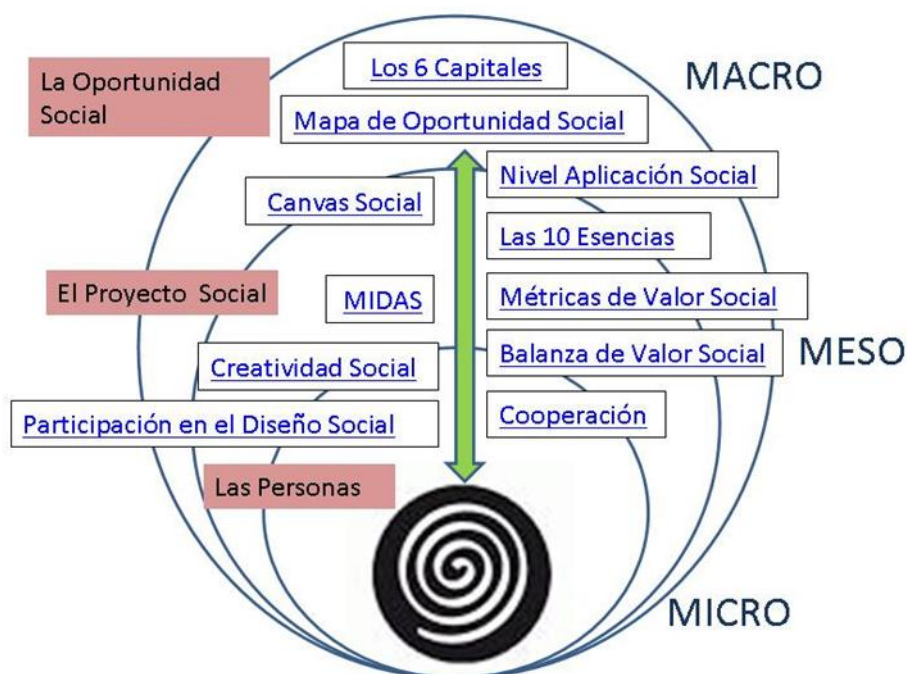 Los 6 Capitales
MACRO
La Oportunidad
Social
Mapa de Oportunidad Social
Nivel Aplicación Social
Canvas Social
Las 10 Esencias
El Proyecto Social
MIDAS
Métricas de Valor Social
MESO
Creatividad Social
Balanza de Valor Social
Participación en el Diseño Social
Cooperación
Las Personas
MICRO